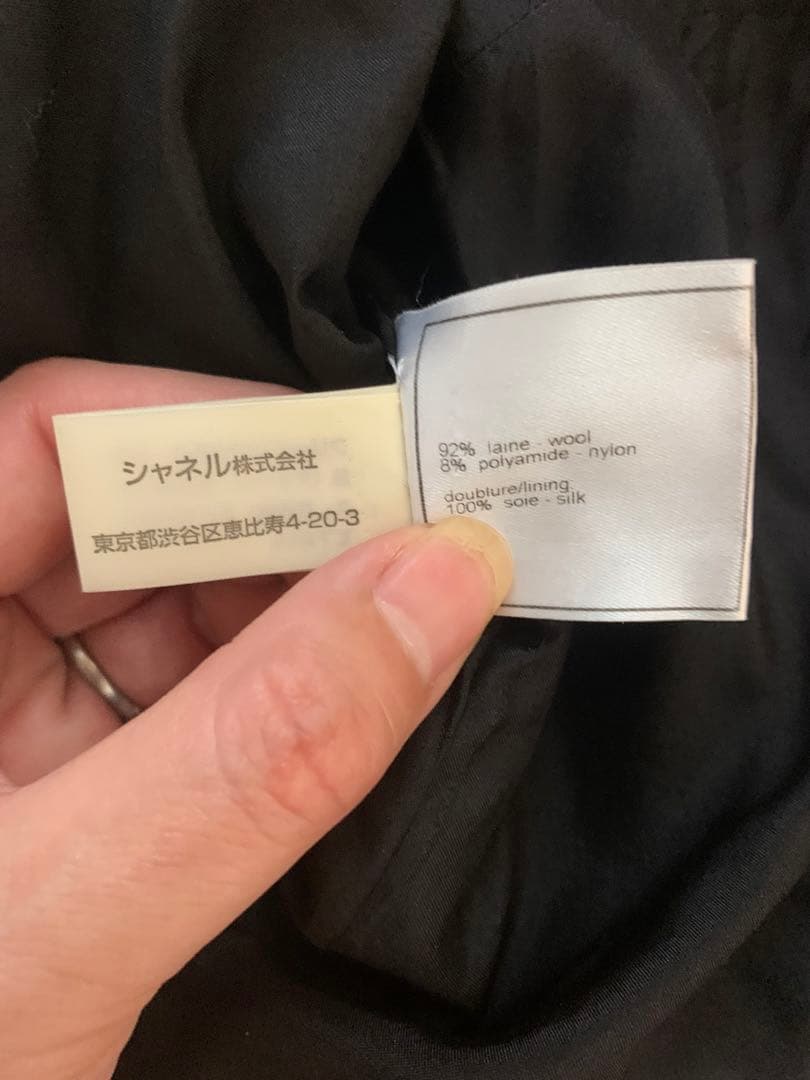 シャネル株式会社
東京都渋谷区恵比寿4-20-3
92% laine - wool
8% polyamide - nylon
doublure/lining
100% soie - silk